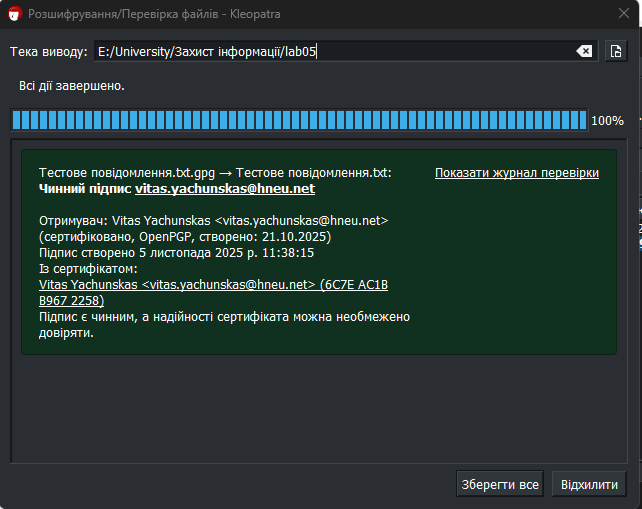 Розшифрування/Перевірка файлів - Kleopatra
Тека виводу: E:/University/Захист інформації/lab05
Всі дії завершено.
100%
Тестове повідомлення.txt.gpg → Тестове повідомлення.txt: Показати журнал перевірки
Чинний підпис vitas.yachunskas@hneu.net
Отримувач: Vitas Yachunskas <vitas.yachunskas@hneu.net>
(сертифіковано, OpenPGP, створено: 21.10.2025)
Підпис створено 5 листопада 2025 р. 11:38:15
Із сертифікатом:
Vitas Yachunskas <vitas.yachunskas@hneu.net> (6C7E AC1B
B967 2258)
Підпис є чинним, а надійності сертифіката можна необмежено
довіряти.
Зберегти все Відхилити